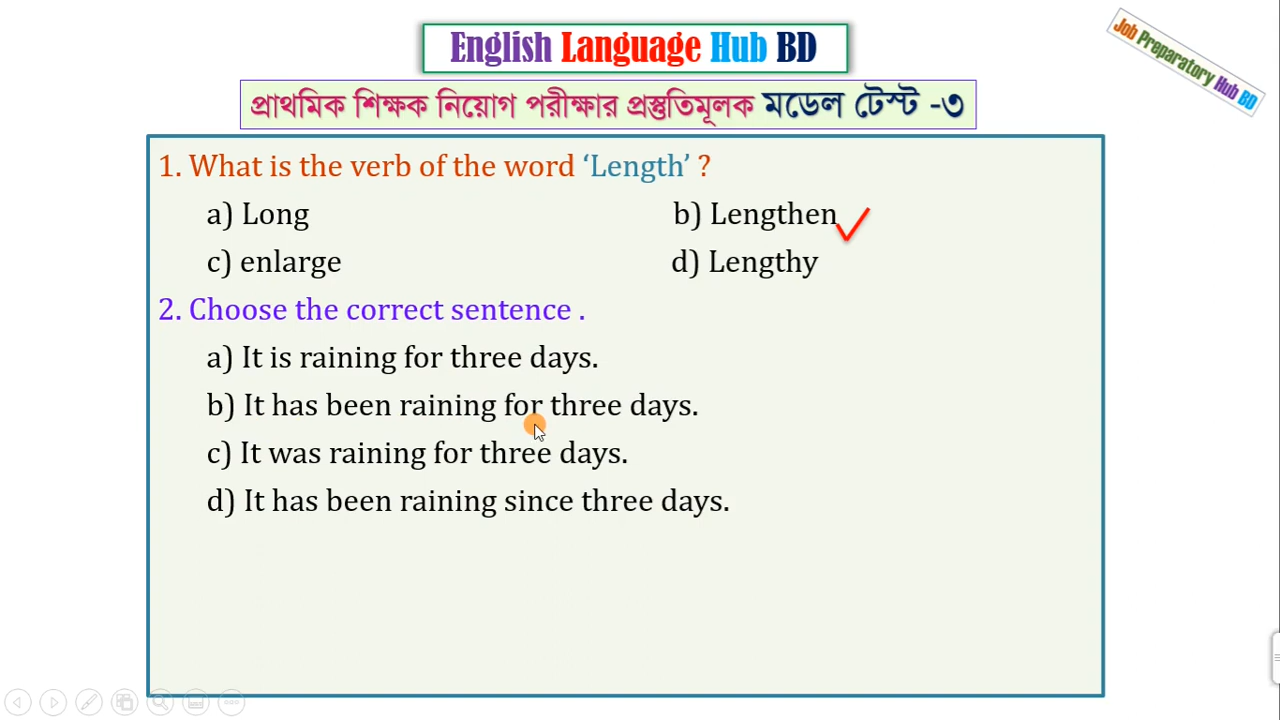 English Language Hub BD
Job Preparatory Hub BD
প্রাথমিক শিক্ষক নিয়োগ পরীক্ষার প্রস্তুতিমূলক মডেল টেস্ট -৩
1. What is the verb of the word ‘Length’ ?
a) Long b) Lengthen
c) enlarge d) Lengthy
2. Choose the correct sentence .
a) It is raining for three days.
b) It has been raining for three days.
c) It was raining for three days.
d) It has been raining since three days.